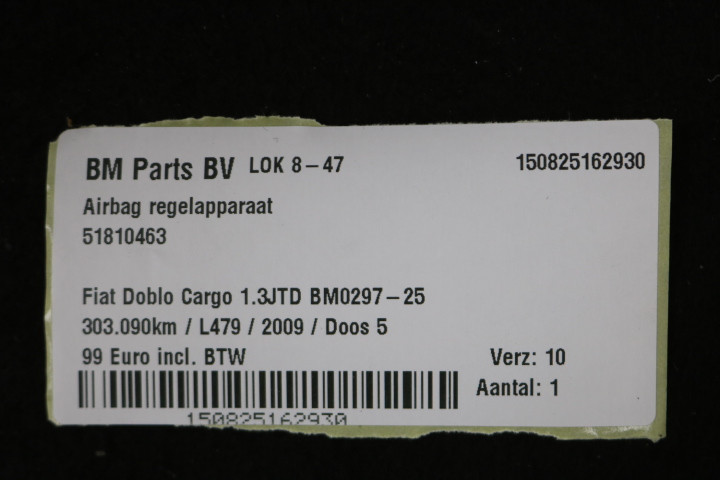 BM Parts BV LOK 8-47 150825162930
Airbag regelapparaat
51810463
Fiat Doblo Cargo 1.3JTD BM0297-25
303.090km / L479 / 2009 / Doos 5
99 Euro incl. BTW Verz: 10
Aantal: 1
150825162930